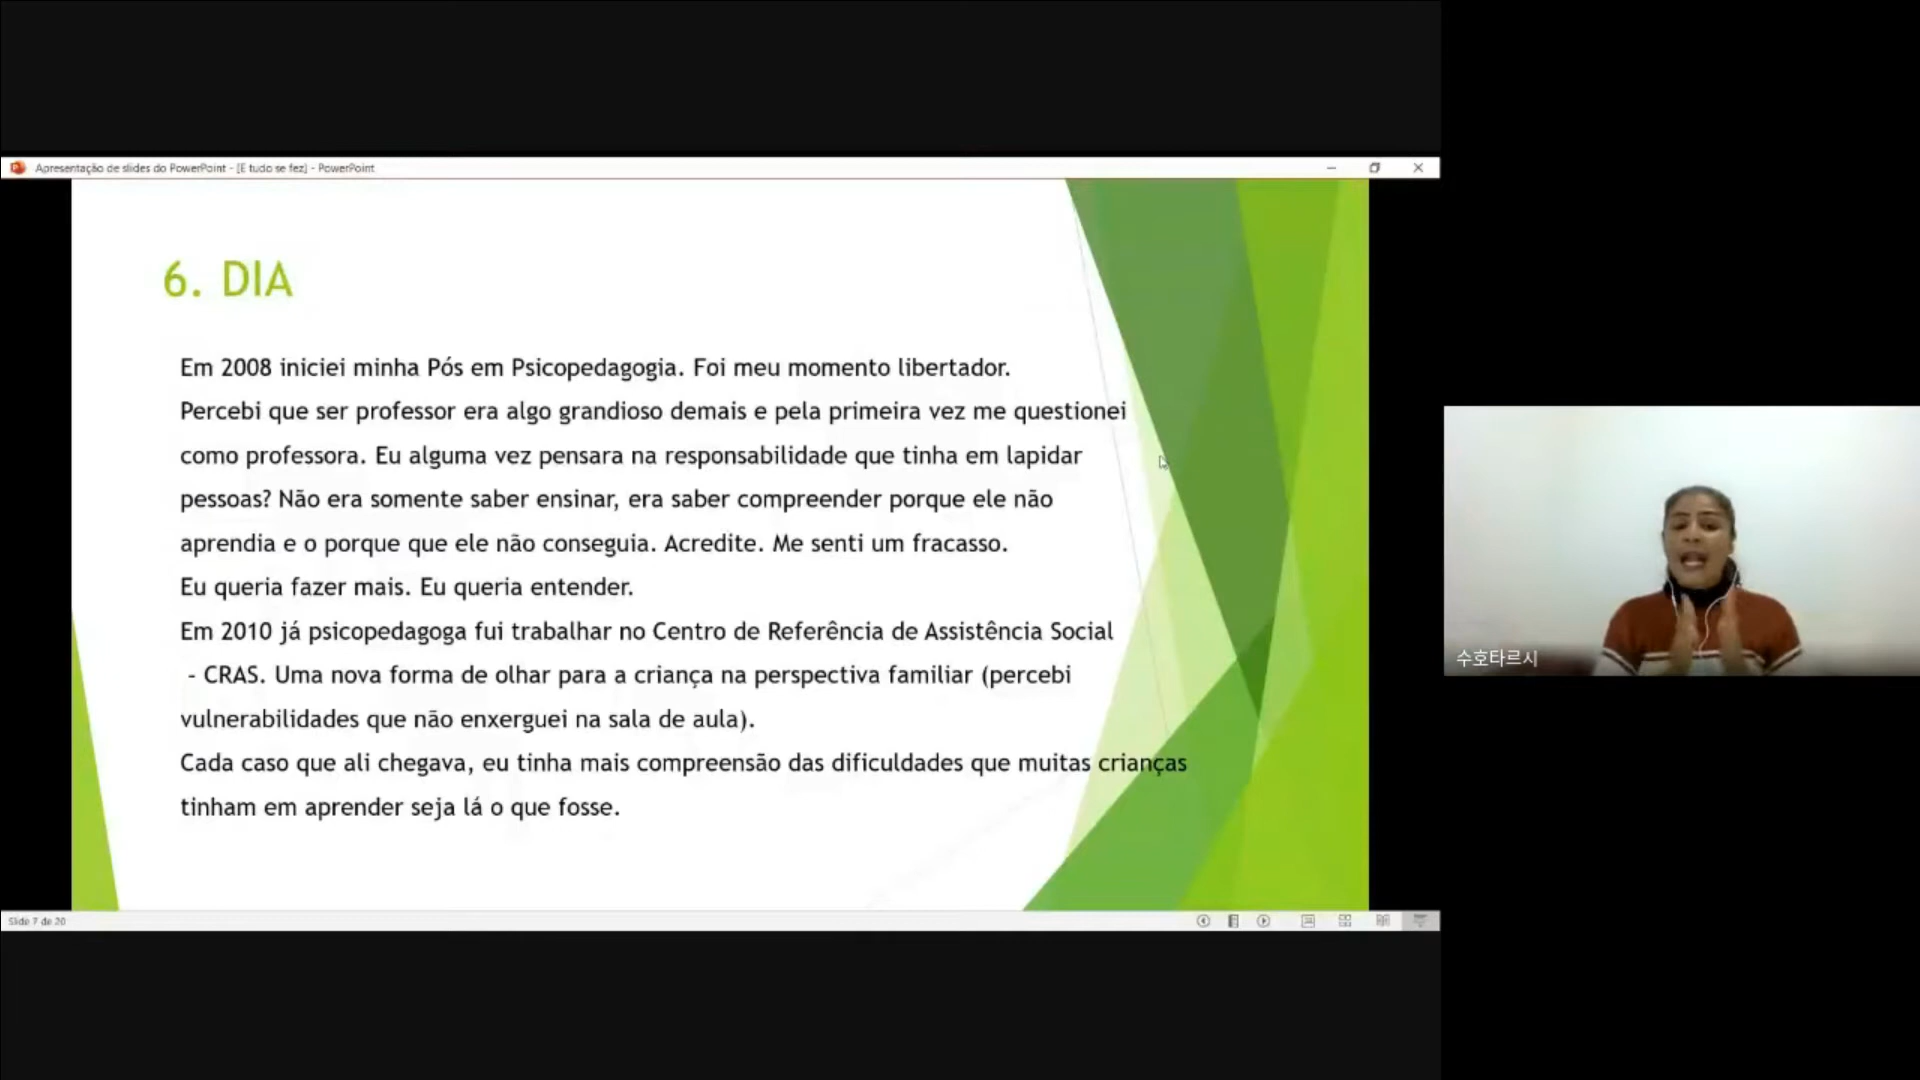 Apresentação de slides do PowerPoint - [E tudo se fez] - PowerPoint
6. DIA
Em 2008 iniciei minha Pós em Psicopedagogia. Foi meu momento libertador.
Percebi que ser professor era algo grandioso demais e pela primeira vez me questionei
como professora. Eu alguma vez pensara na responsabilidade que tinha em lapidar
pessoas? Não era somente saber ensinar, era saber compreender porque ele não
aprendia e o porque que ele não conseguia. Acredite. Me senti um fracasso.
Eu queria fazer mais. Eu queria entender.
Em 2010 já psicopedagoga fui trabalhar no Centro de Referência de Assistência Social
- CRAS. Uma nova forma de olhar para a criança na perspectiva familiar (percebi
vulnerabilidades que não enxerguei na sala de aula).
Cada caso que ali chegava, eu tinha mais compreensão das dificuldades que muitas crianças
tinham em aprender seja lá o que fosse.
수호타르시
Slide 7 de 20